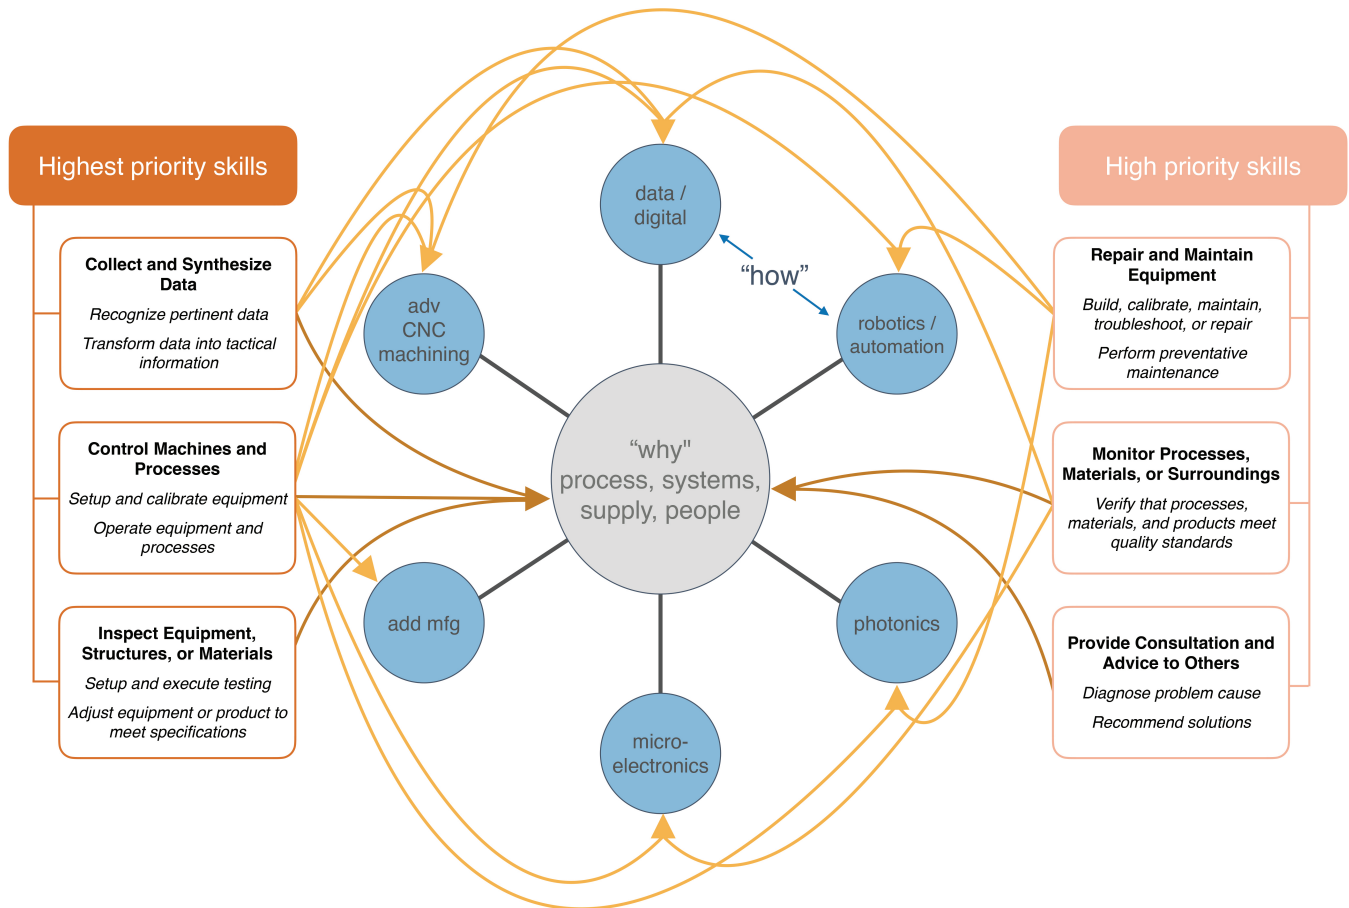 Highest priority skills
Collect and Synthesize
Data
Recognize pertinent data
Transform data into tactical
information
Control Machines and
Processes
Setup and calibrate equipment
Operate equipment and
processes
Inspect Equipment,
Structures, or Materials
Setup and execute testing
Adjust equipment or product to
meet specifications
data /
digital
“how”
adv
CNC
machining
robotics /
automation
“why"
process, systems,
supply, people
add mfg
photonics
micro-
electronics
High priority skills
Repair and Maintain
Equipment
Build, calibrate, maintain,
troubleshoot, or repair
Perform preventative
maintenance
Monitor Processes,
Materials, or Surroundings
Verify that processes,
materials, and products meet
quality standards
Provide Consultation and
Advice to Others
Diagnose problem cause
Recommend solutions